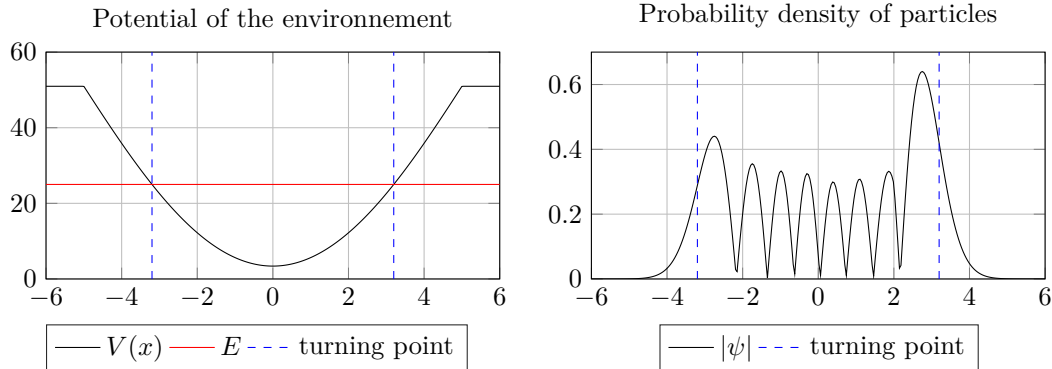 Potential of the environnement
60
40
20
0
−6 −4 −2 0 2 4 6
V(x) E turning point
Probability density of particles
0.6
0.4
0.2
0
−6 −4 −2 0 2 4 6
|ψ| turning point